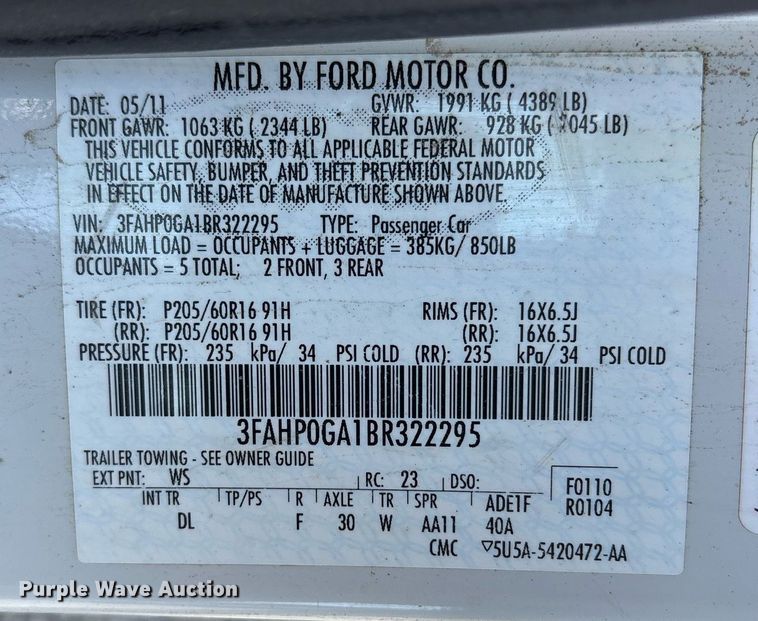 MFD. BY FORD MOTOR CO.
DATE: 05/11 GVWR: 1991 KG ( 4389 LB)
FRONT GAWR: 1063 KG ( 2344 LB) REAR GAWR: 928 KG ( 2045 LB)
THIS VEHICLE CONFORMS TO ALL APPLICABLE FEDERAL MOTOR
VEHICLE SAFETY, BUMPER, AND THEFT PREVENTION STANDARDS
IN EFFECT ON THE DATE OF MANUFACTURE SHOWN ABOVE.
VIN: 3FAHP0GA1BR322295 TYPE: Passenger Car
MAXIMUM LOAD = OCCUPANTS + LUGGAGE = 385KG/ 850LB
OCCUPANTS = 5 TOTAL; 2 FRONT, 3 REAR
TIRE (FR): P205/60R16 91H RIMS (FR): 16X6.5J
(RR): P205/60R16 91H (RR): 16X6.5J
PRESSURE (FR): 235 kPa/ 34 PSI COLD (RR): 235 kPa/ 34 PSI COLD
3FAHP0GA1BR322295
TRAILER TOWING - SEE OWNER GUIDE
EXT PNT: WS RC: 23 DSO: F0110
INT TR TP/PS R AXLE TR SPR ADE1F R0104
DL F 30 W AA11 40A
CMC ▽5U5A-5420472-AA
Purple Wave Auction